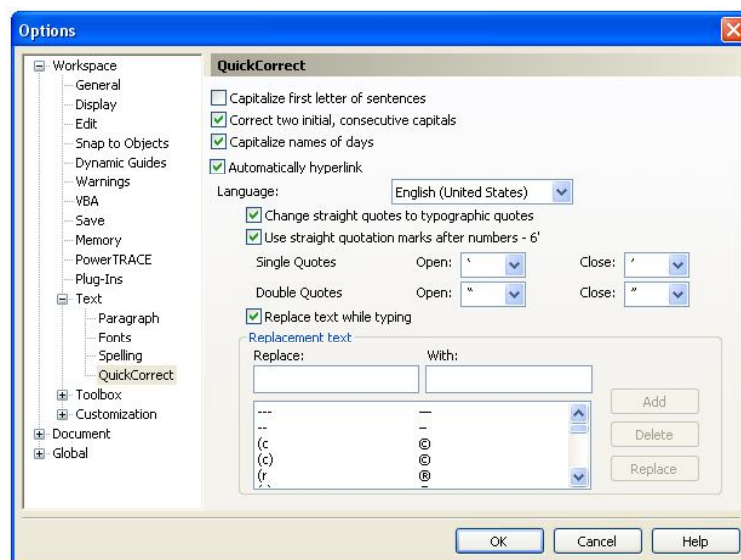 Options
Workspace
General
Display
Edit
Snap to Objects
Dynamic Guides
Warnings
VBA
Save
Memory
PowerTRACE
Plug-Ins
Text
Paragraph
Fonts
Spelling
QuickCorrect
Toolbox
Customization
Document
Global
QuickCorrect
Capitalize first letter of sentences
Correct two initial, consecutive capitals
Capitalize names of days
Automatically hyperlink
Language: English (United States)
Change straight quotes to typographic quotes
Use straight quotation marks after numbers - 6'
Single Quotes Open: ‘ Close: ’
Double Quotes Open: “ Close: ”
Replace text while typing
Replacement text
Replace: With:
--- —
-- –
(c ©
(c) ©
(r ®
Add
Delete
Replace
OK Cancel Help